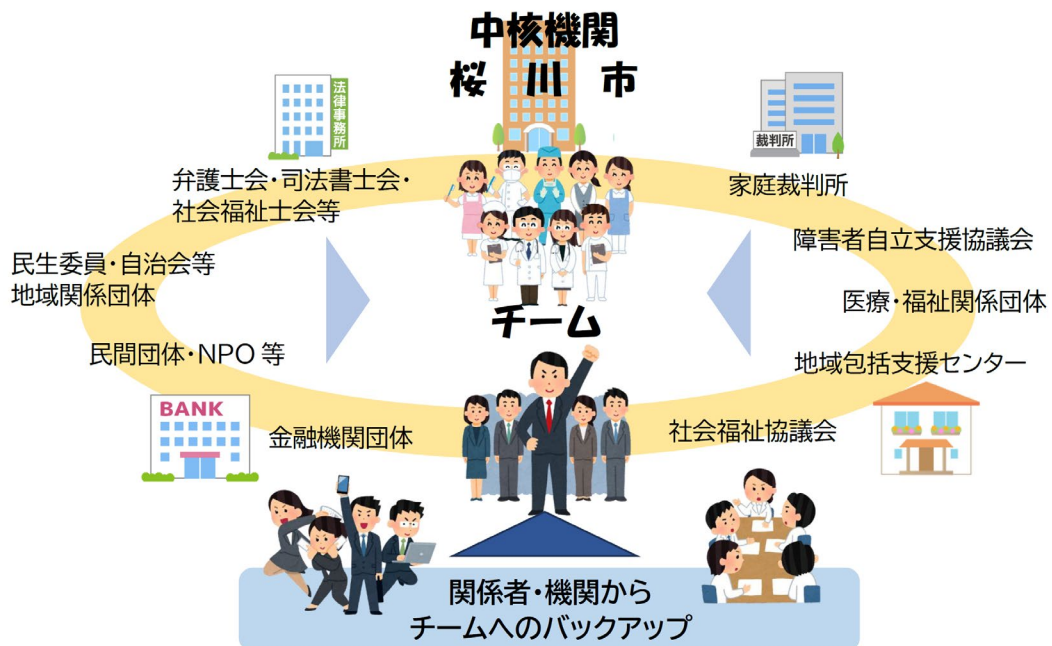 中核機関
桜川市
法律事務所
裁判所
弁護士会・司法書士会・
社会福祉士会等
家庭裁判所
障害者自立支援協議会
民生委員・自治会等
地域関係団体
医療・福祉関係団体
チーム
民間団体・NPO 等
地域包括支援センター
BANK
金融機関団体
社会福祉協議会
関係者・機関から
チームへのバックアップ